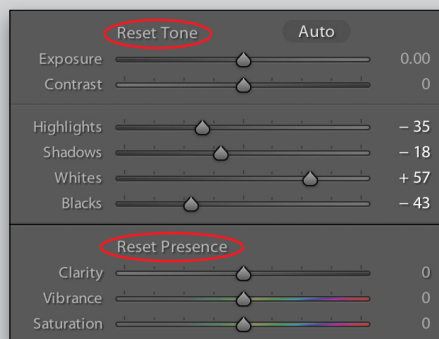 Reset Tone Auto
Exposure 0.00
Contrast 0
Highlights – 35
Shadows – 18
Whites + 57
Blacks – 43
Reset Presence
Clarity 0
Vibrance 0
Saturation 0